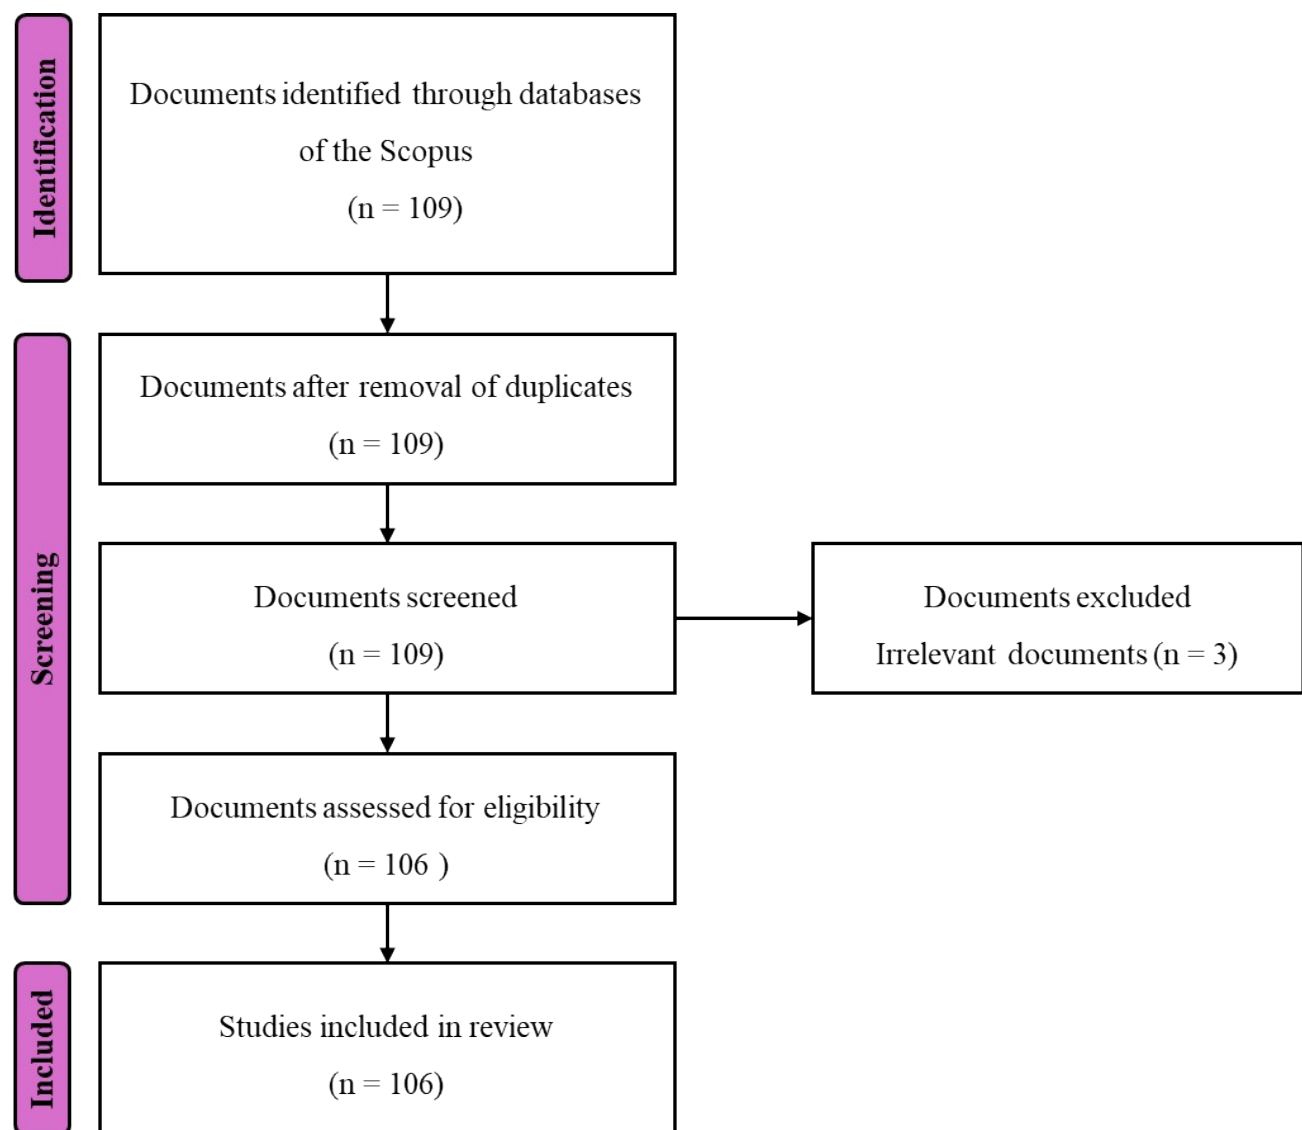 Identification
Documents identified through databases
of the Scopus
(n = 109)
Screening
Documents after removal of duplicates
(n = 109)
Documents screened
(n = 109)
Documents excluded
Irrelevant documents (n = 3)
Documents assessed for eligibility
(n = 106 )
Included
Studies included in review
(n = 106)